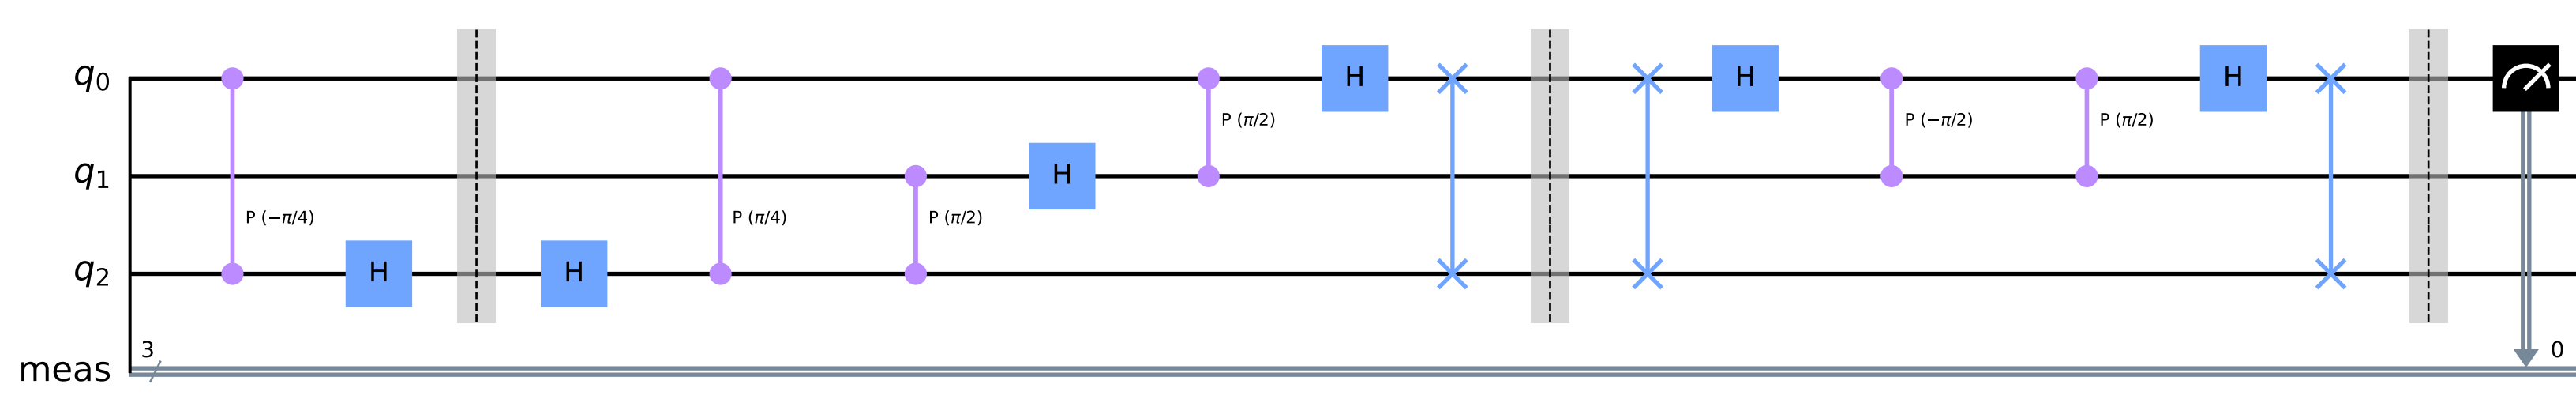 q0 H H H H
P (π/2) P (−π/2) P (π/2)
q1 H
P (−π/4) P (π/4) P (π/2)
q2 H H
3 0
meas